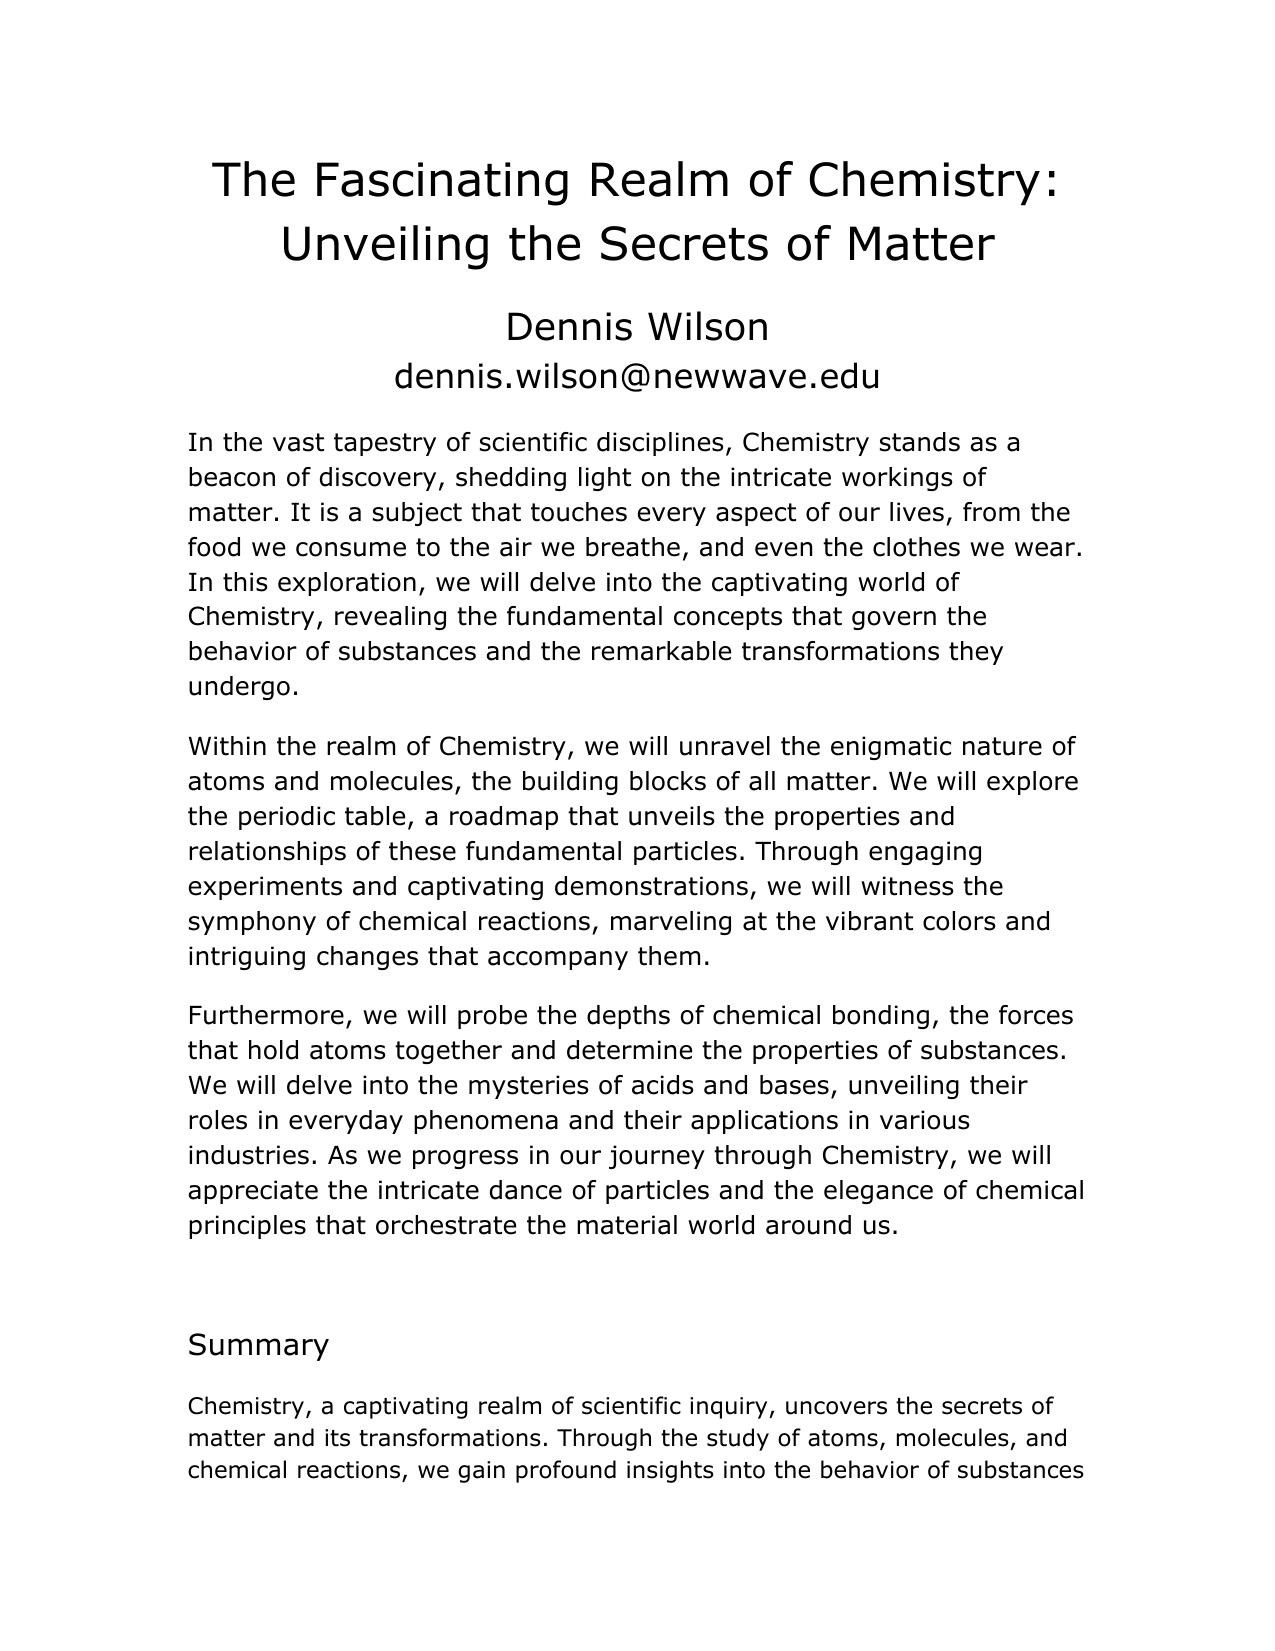 The Fascinating Realm of Chemistry:
Unveiling the Secrets of Matter
Dennis Wilson
dennis.wilson@newwave.edu
In the vast tapestry of scientific disciplines, Chemistry stands as a
beacon of discovery, shedding light on the intricate workings of
matter. It is a subject that touches every aspect of our lives, from the
food we consume to the air we breathe, and even the clothes we wear.
In this exploration, we will delve into the captivating world of
Chemistry, revealing the fundamental concepts that govern the
behavior of substances and the remarkable transformations they
undergo.
Within the realm of Chemistry, we will unravel the enigmatic nature of
atoms and molecules, the building blocks of all matter. We will explore
the periodic table, a roadmap that unveils the properties and
relationships of these fundamental particles. Through engaging
experiments and captivating demonstrations, we will witness the
symphony of chemical reactions, marveling at the vibrant colors and
intriguing changes that accompany them.
Furthermore, we will probe the depths of chemical bonding, the forces
that hold atoms together and determine the properties of substances.
We will delve into the mysteries of acids and bases, unveiling their
roles in everyday phenomena and their applications in various
industries. As we progress in our journey through Chemistry, we will
appreciate the intricate dance of particles and the elegance of chemical
principles that orchestrate the material world around us.
Summary
Chemistry, a captivating realm of scientific inquiry, uncovers the secrets of
matter and its transformations. Through the study of atoms, molecules, and
chemical reactions, we gain profound insights into the behavior of substances